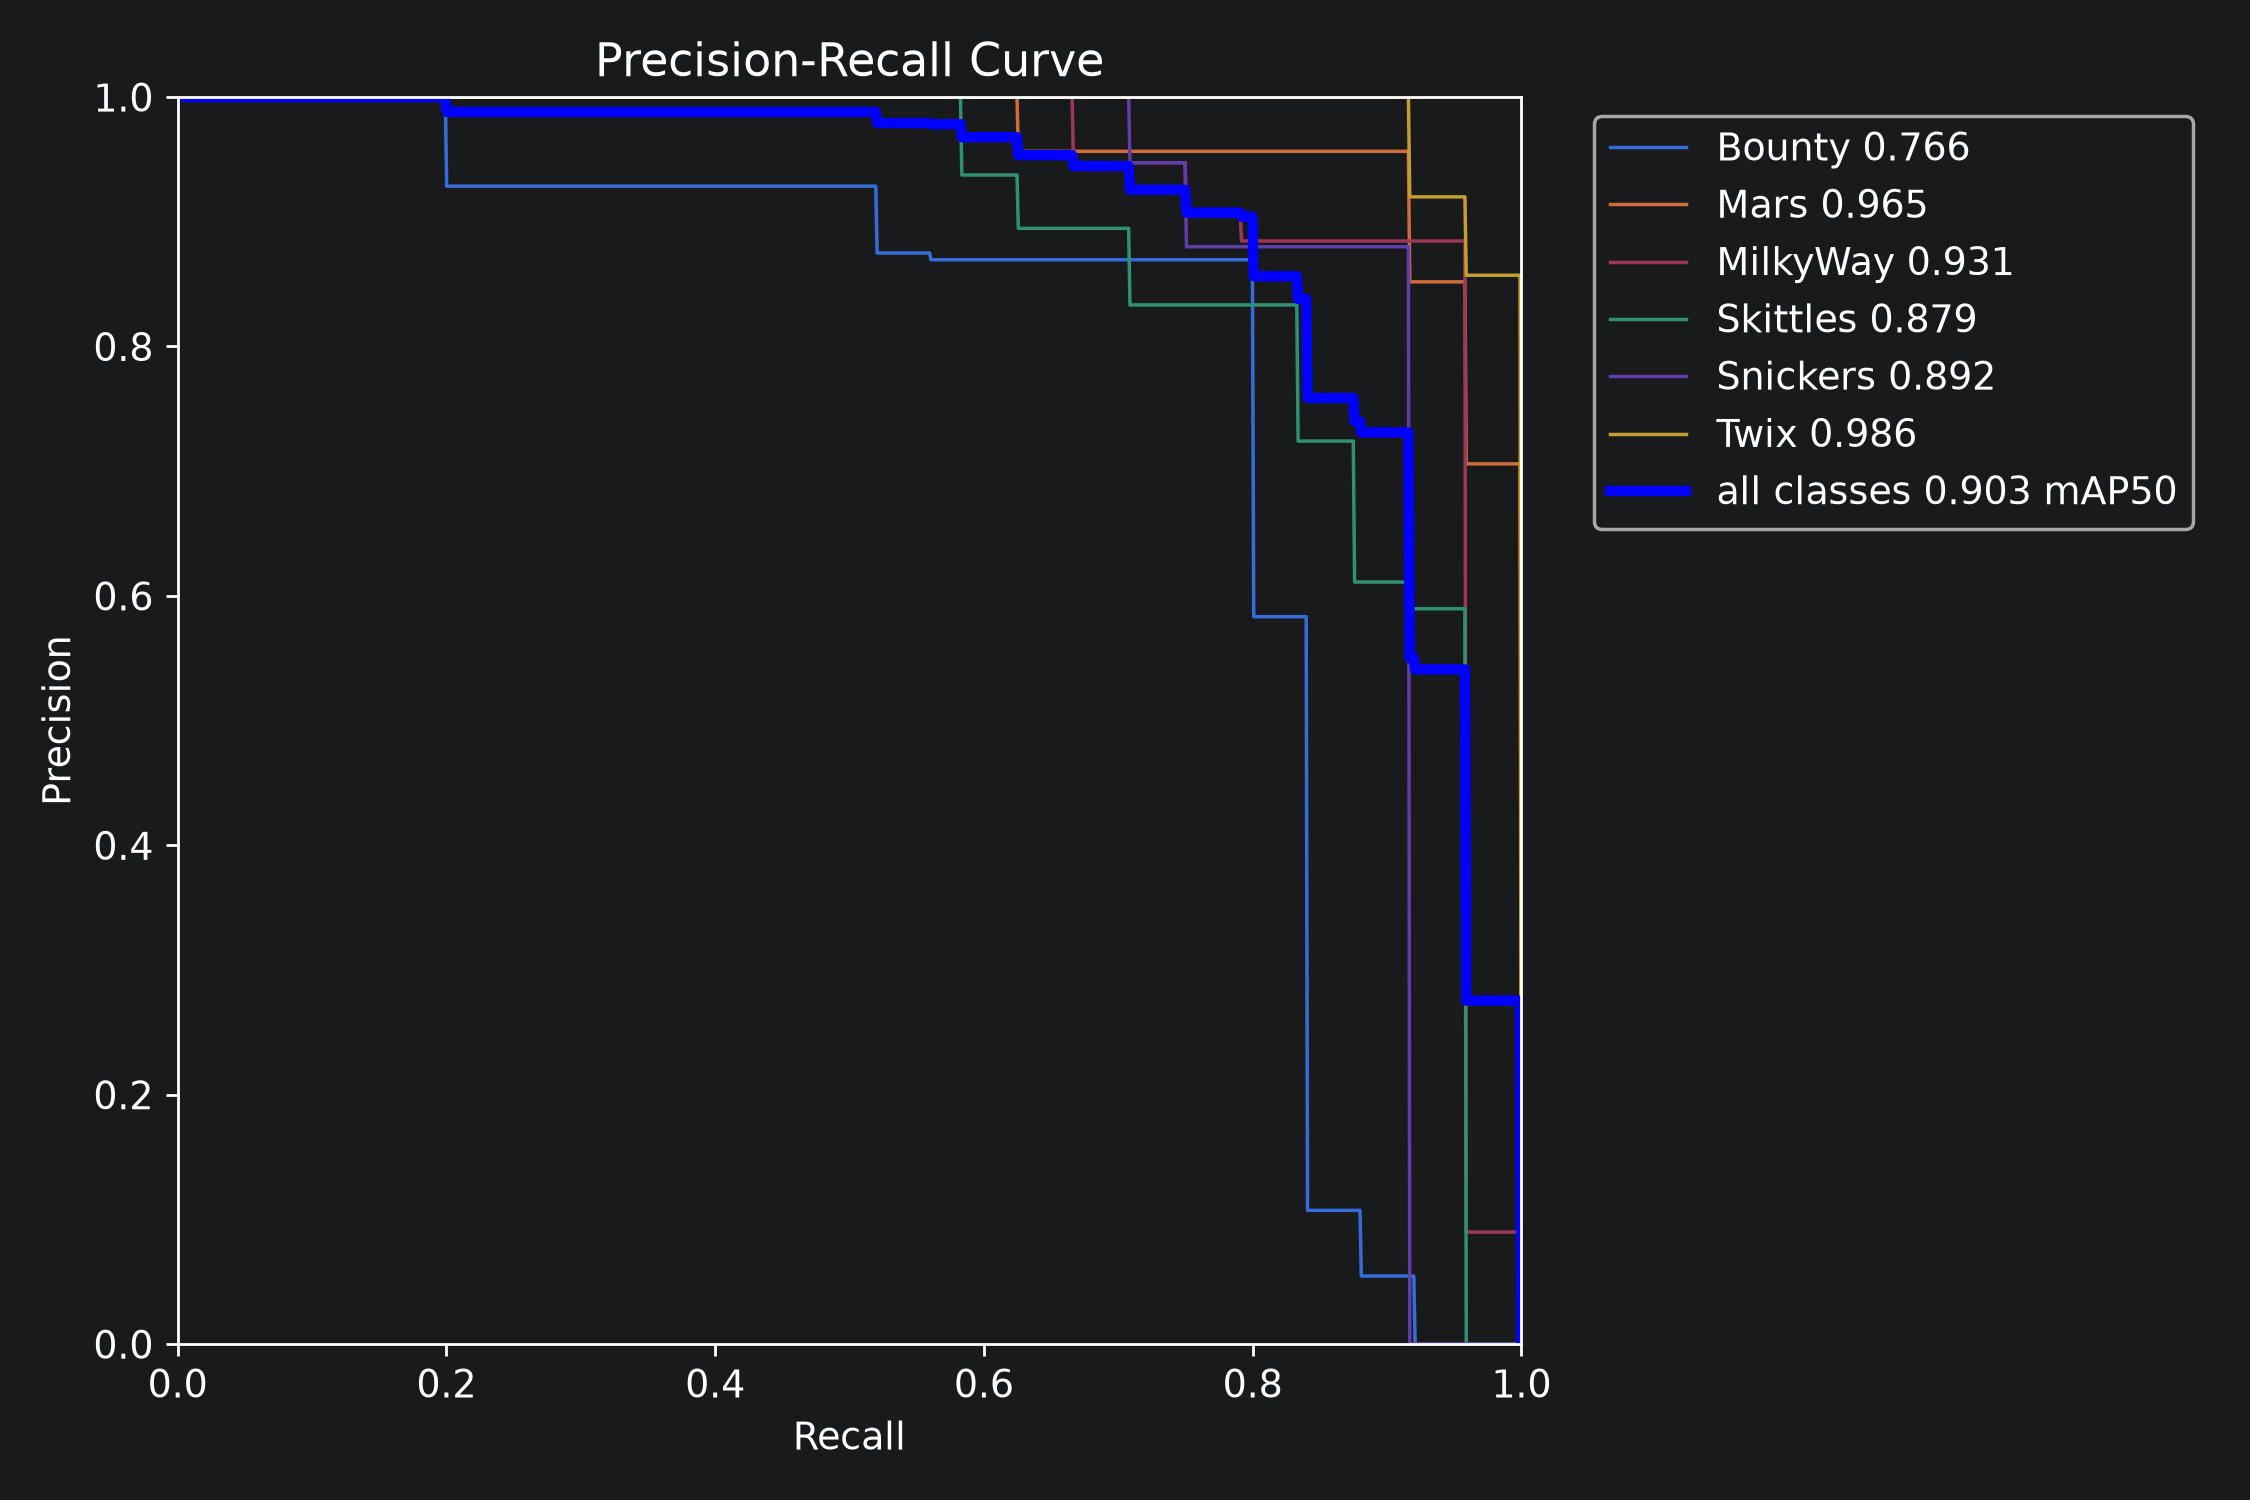 Precision-Recall Curve
1.0
0.8
0.6
0.4
0.2
0.0
Precision
0.0 0.2 0.4 0.6 0.8 1.0
Recall
Bounty 0.766
Mars 0.965
MilkyWay 0.931
Skittles 0.879
Snickers 0.892
Twix 0.986
all classes 0.903 mAP50